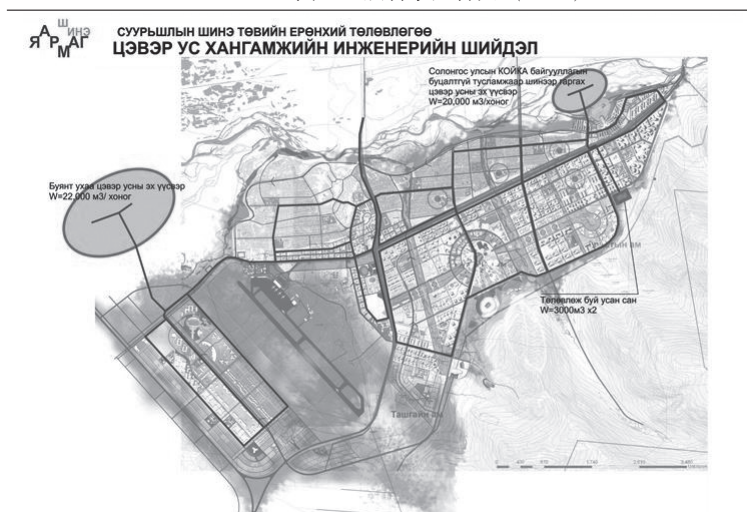 ШИНЭ
ЯАРМАГ
СУУРЬШЛЫН ШИНЭ ТӨВИЙН ЕРӨНХИЙ ТӨЛӨВЛӨГӨӨ
ЦЭВЭР УС ХАНГАМЖИЙН ИНЖЕНЕРИЙН ШИЙДЭЛ
Солонгос улсын КОЙКА байгууллагын
буцалтгүй тусламжаар шинээр гаргах
цэвэр усны эх үүсвэр
W=20,000 м3/хоног
Буянт ухаа цэвэр усны эх үүсвэр
W=22,000 м3/ хоног
Төлөвлөж буй усан сан
W=3000м3 x2
Ташгайн ам